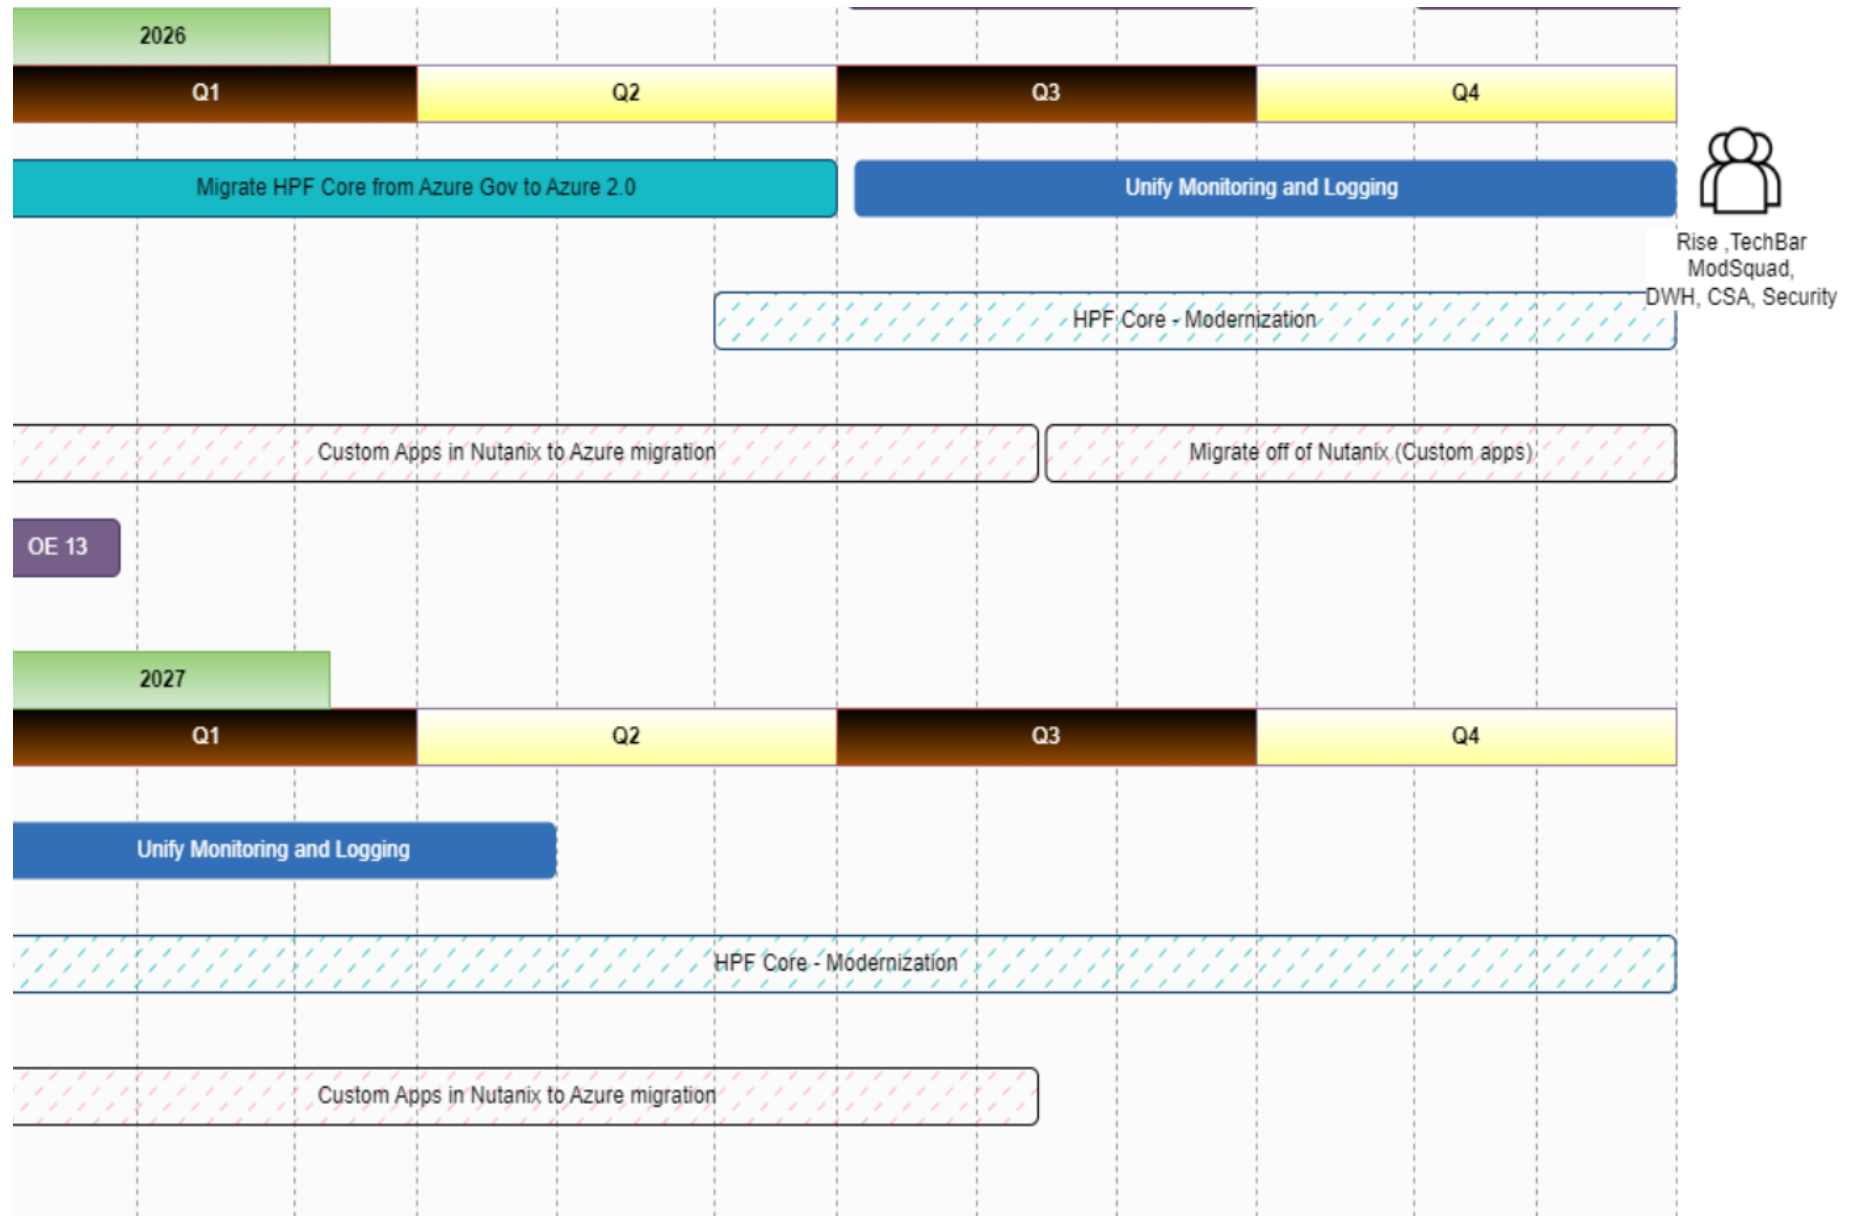 2026
Q1
Q2
Q3
Q4
Migrate HPF Core from Azure Gov to Azure 2.0
Unify Monitoring and Logging
Rise ,TechBar
ModSquad,
DWH, CSA, Security
HPF Core - Modernization
Custom Apps in Nutanix to Azure migration
Migrate off of Nutanix (Custom apps)
OE 13
2027
Q1
Q2
Q3
Q4
Unify Monitoring and Logging
HPF Core - Modernization
Custom Apps in Nutanix to Azure migration